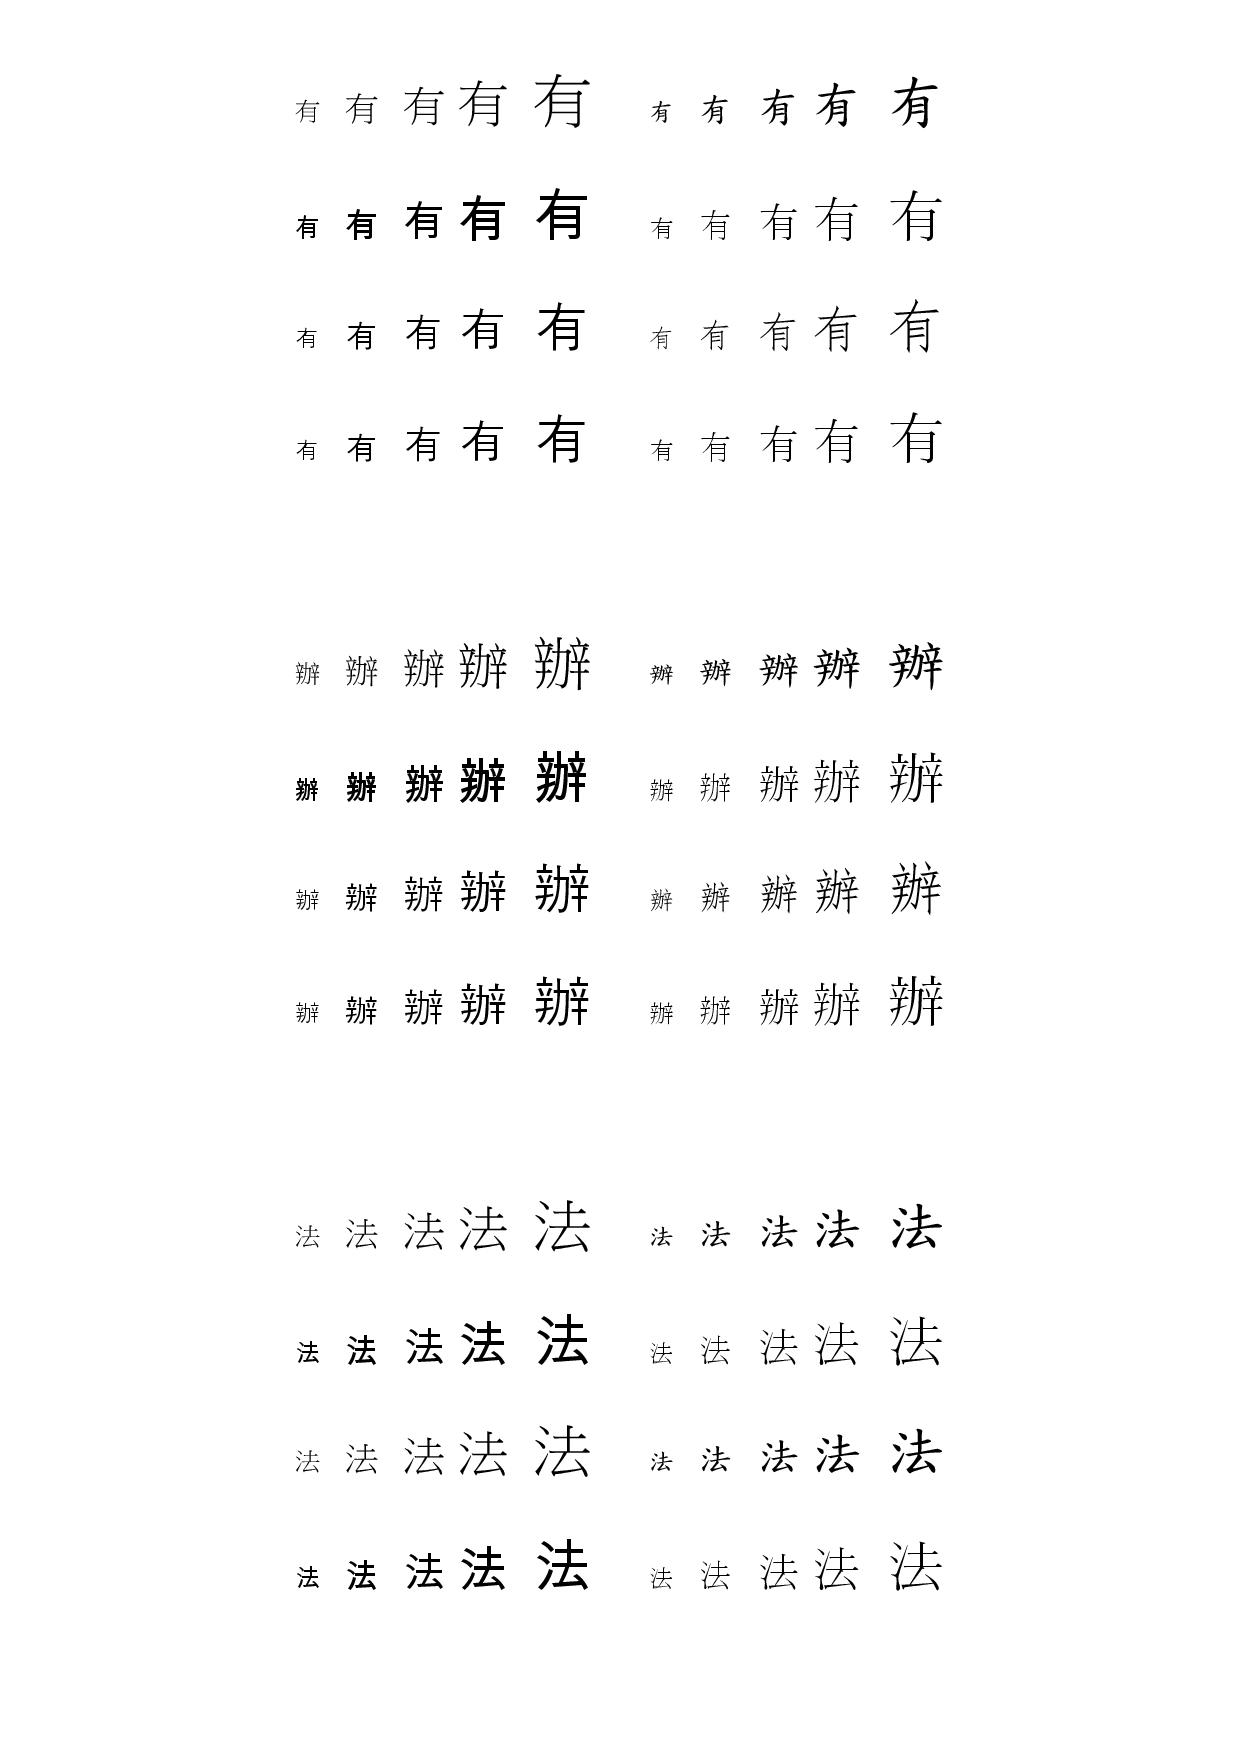 有 有 有 有 有 有 有 有 有 有
有 有 有 有 有 有 有 有 有 有
有 有 有 有 有 有 有 有 有 有
有 有 有 有 有 有 有 有 有 有
辦 辦 辦 辦 辦 辦 辦 辦 辦 辦
辦 辦 辦 辦 辦 辦 辦 辦 辦 辦
辦 辦 辦 辦 辦 辦 辦 辦 辦 辦
辦 辦 辦 辦 辦 辦 辦 辦 辦 辦
法 法 法 法 法 法 法 法 法 法
法 法 法 法 法 法 法 法 法 法
法 法 法 法 法 法 法 法 法 法
法 法 法 法 法 法 法 法 法 法